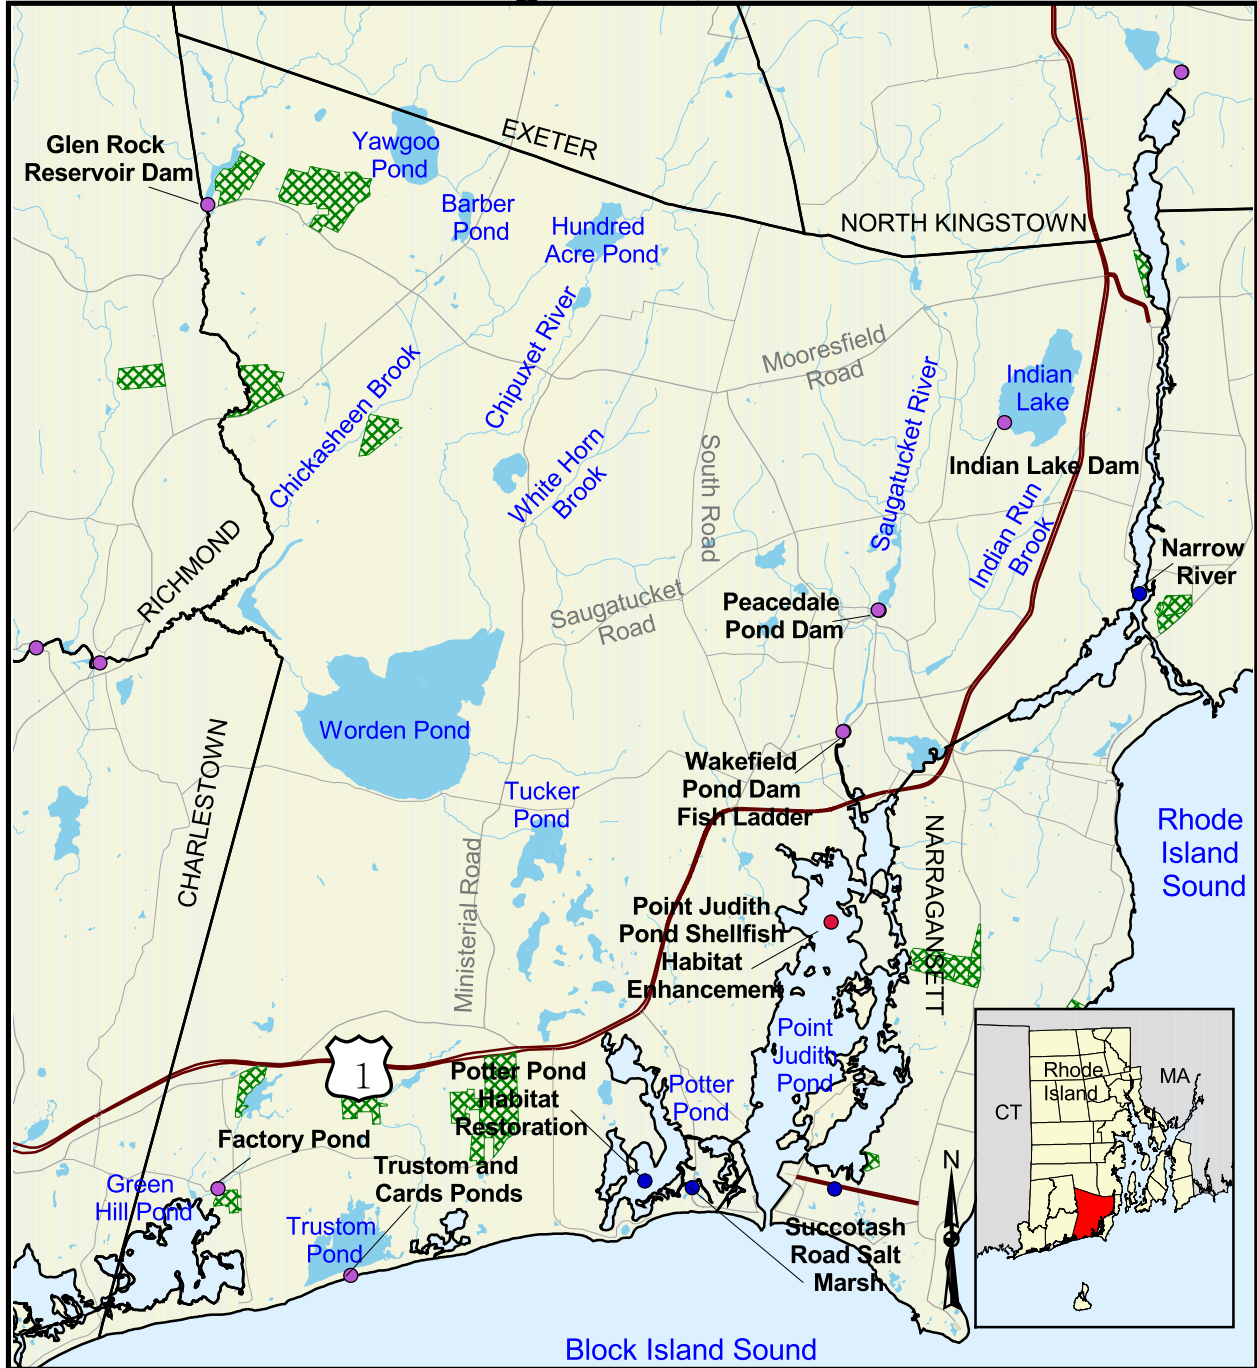 EXETER
Glen Rock
Reservoir Dam
Yawgoo
Pond
Barber
Pond
Hundred
Acre Pond
NORTH KINGSTOWN
Chipuxet River
Mooresfield
Road
Chickasheen Brook
Saugatucket River
Indian
Lake
White Horn
Brook
South Road
Indian Lake Dam
Indian Run
Brook
RICHMOND
Narrow
River
Saugatucket
Road
Peacedale
Pond Dam
Worden Pond
CHARLESTOWN
Wakefield
Pond Dam
Fish Ladder
Tucker
Pond
Rhode
Island
Sound
NARRAGANSETT
Ministerial Road
Point Judith
Pond Shellfish
Habitat
Enhancement
Point
Judith
Pond
1
Potter Pond
Habitat
Restoration
Potter
Pond
Factory Pond
Trustom and
Cards Ponds
Green
Hill Pond
Trustom
Pond
Succotash
Road Salt
Marsh
N
Rhode
Island
MA
CT
Block Island Sound